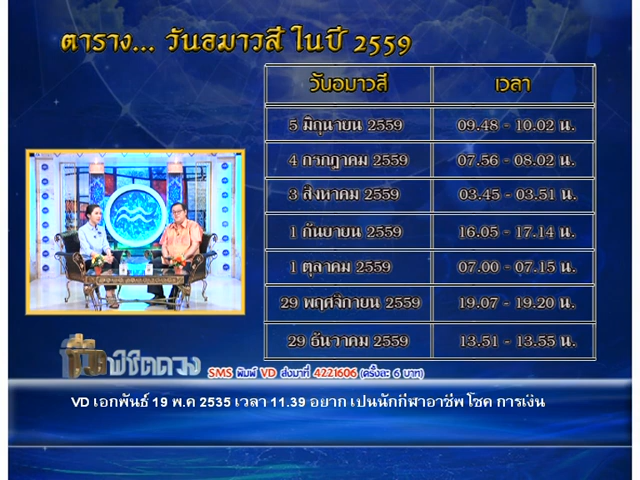 ตาราง... วันอมาวสี ในปี 2559
วันอมาวสี เวลา
5 มิถุนายน 2559 09.48 - 10.02 น.
4 กรกฎาคม 2559 07.56 - 08.02 น.
3 สิงหาคม 2559 03.45 - 03.51 น.
1 กันยายน 2559 16.05 - 17.14 น.
1 ตุลาคม 2559 07.00 - 07.15 น.
29 พฤศจิกายน 2559 19.07 - 19.20 น.
29 ธันวาคม 2559 13.51 - 13.55 น.
พิชิตดวง
SMS พิมพ์ VD ส่งมาที่ 4221606 (ครั้งละ 6 บาท)
VD เอกพันธ์ 19 พ.ค 2535 เวลา 11.39 อยาก เปนนักกีฬาอาชีพ โชค การเงิน